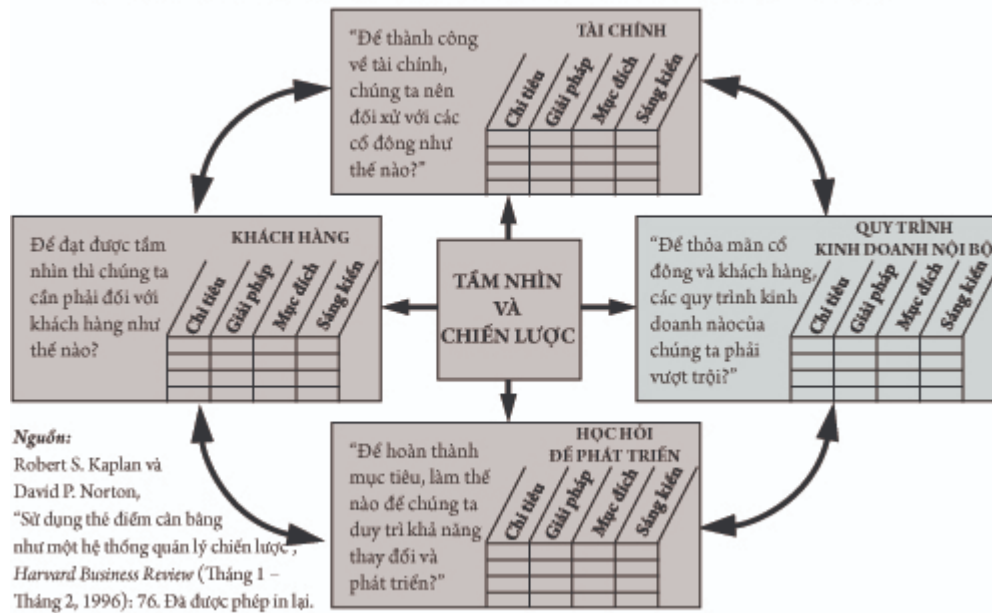 TÀI CHÍNH
“Để thành công
về tài chính,
chúng ta nên
đối xử với các
cổ đông như
thế nào?”
Chỉ tiêu
Giải pháp
Mục đích
Sáng kiến
KHÁCH HÀNG
Để đạt được tầm
nhìn thì chúng ta
cần phải đối với
khách hàng như
thế nào?
Chỉ tiêu
Giải pháp
Mục đích
Sáng kiến
TẦM NHÌN
VÀ
CHIẾN LƯỢC
QUY TRÌNH
KINH DOANH NỘI BỘ
“Để thỏa mãn cổ
đông và khách hàng,
các quy trình kinh
doanh nàocủa
chúng ta phải
vượt trội?”
Chỉ tiêu
Giải pháp
Mục đích
Sáng kiến
HỌC HỎI
ĐỂ PHÁT TRIỂN
“Để hoàn thành
mục tiêu, làm thế
nào để chúng ta
duy trì khả năng
thay đổi và
phát triển?”
Chỉ tiêu
Giải pháp
Mục đích
Sáng kiến
Nguồn:
Robert S. Kaplan và
David P. Norton,
“Sử dụng thẻ điểm cân bằng
như một hệ thống quản lý chiến lược”,
Harvard Business Review (Tháng 1 –
Tháng 2, 1996): 76. Đã được phép in lại.